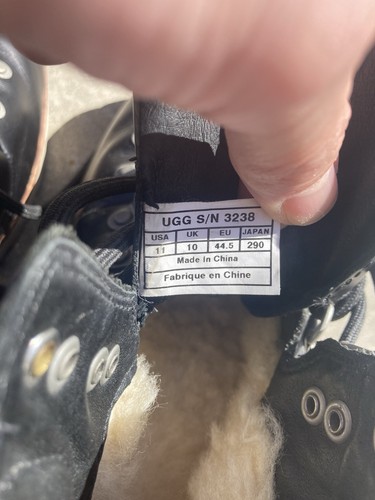 UGG S/N 3238
USA UK EU JAPAN
11 10 44.5 290
Made in China
Fabrique en Chine